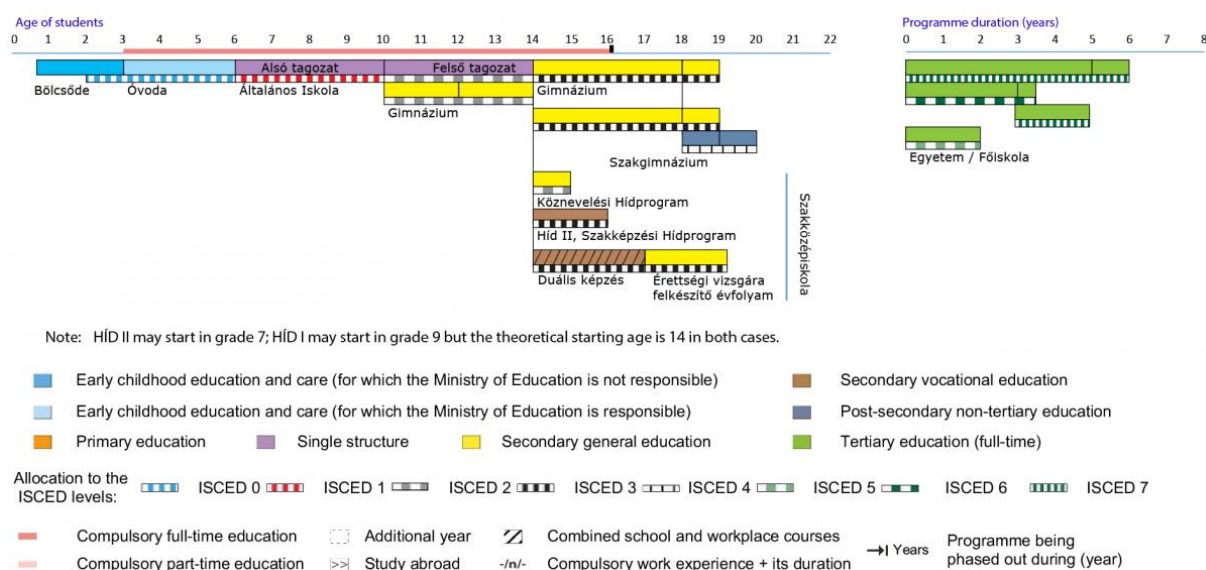 Age of students
Programme duration (years)
0 1 2 3 4 5 6 7 8 9 10 11 12 13 14 15 16 17 18 19 20 21 22
0 1 2 3 4 5 6 7 8
Alsó tagozat
Felső tagozat
Bölcsőde
Óvoda
Általános Iskola
Gimnázium
Gimnázium
Szakgimnázium
Egyetem / Főiskola
Köznevelési Hídprogram
Híd II, Szakképzési Hídprogram
Duális képzés
Érettségi vizsgára
felkészítő évfolyam
Szakközépiskola
Note: HÍD II may start in grade 7; HÍD I may start in grade 9 but the theoretical starting age is 14 in both cases.
Early childhood education and care (for which the Ministry of Education is not responsible)
Secondary vocational education
Early childhood education and care (for which the Ministry of Education is responsible)
Post-secondary non-tertiary education
Primary education
Single structure
Secondary general education
Tertiary education (full-time)
Allocation to the
ISCED levels:
ISCED 0
ISCED 1
ISCED 2
ISCED 3
ISCED 4
ISCED 5
ISCED 6
ISCED 7
Compulsory full-time education
Additional year
Combined school and workplace courses
Years
Programme being
phased out during (year)
Compulsory part-time education
>> Study abroad
-/n/- Compulsory work experience + its duration